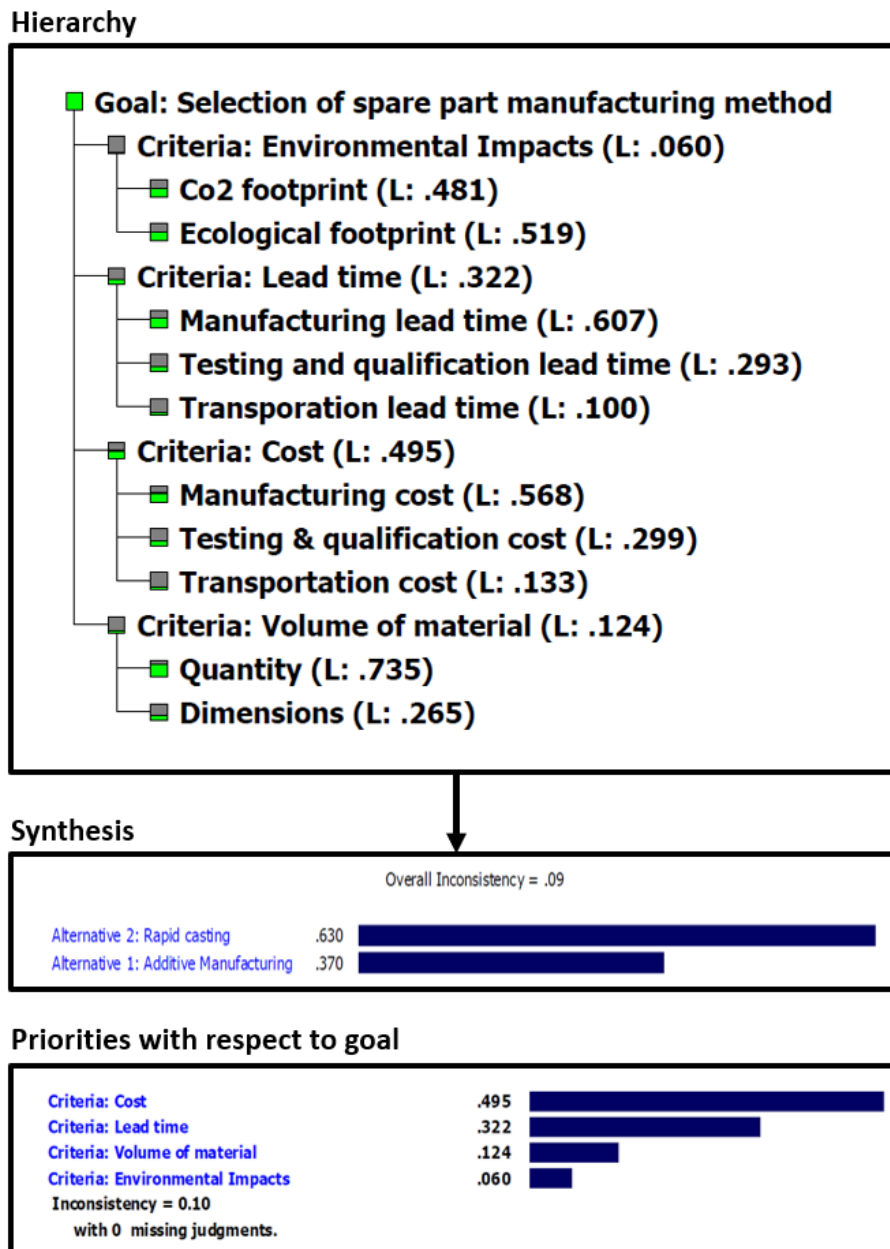 Hierarchy
Goal: Selection of spare part manufacturing method
Criteria: Environmental Impacts (L: .060)
Co2 footprint (L: .481)
Ecological footprint (L: .519)
Criteria: Lead time (L: .322)
Manufacturing lead time (L: .607)
Testing and qualification lead time (L: .293)
Transporation lead time (L: .100)
Criteria: Cost (L: .495)
Manufacturing cost (L: .568)
Testing & qualification cost (L: .299)
Transportation cost (L: .133)
Criteria: Volume of material (L: .124)
Quantity (L: .735)
Dimensions (L: .265)
Synthesis
Overall Inconsistency = .09
Alternative 2: Rapid casting .630
Alternative 1: Additive Manufacturing .370
Priorities with respect to goal
Criteria: Cost .495
Criteria: Lead time .322
Criteria: Volume of material .124
Criteria: Environmental Impacts .060
Inconsistency = 0.10
with 0 missing judgments.